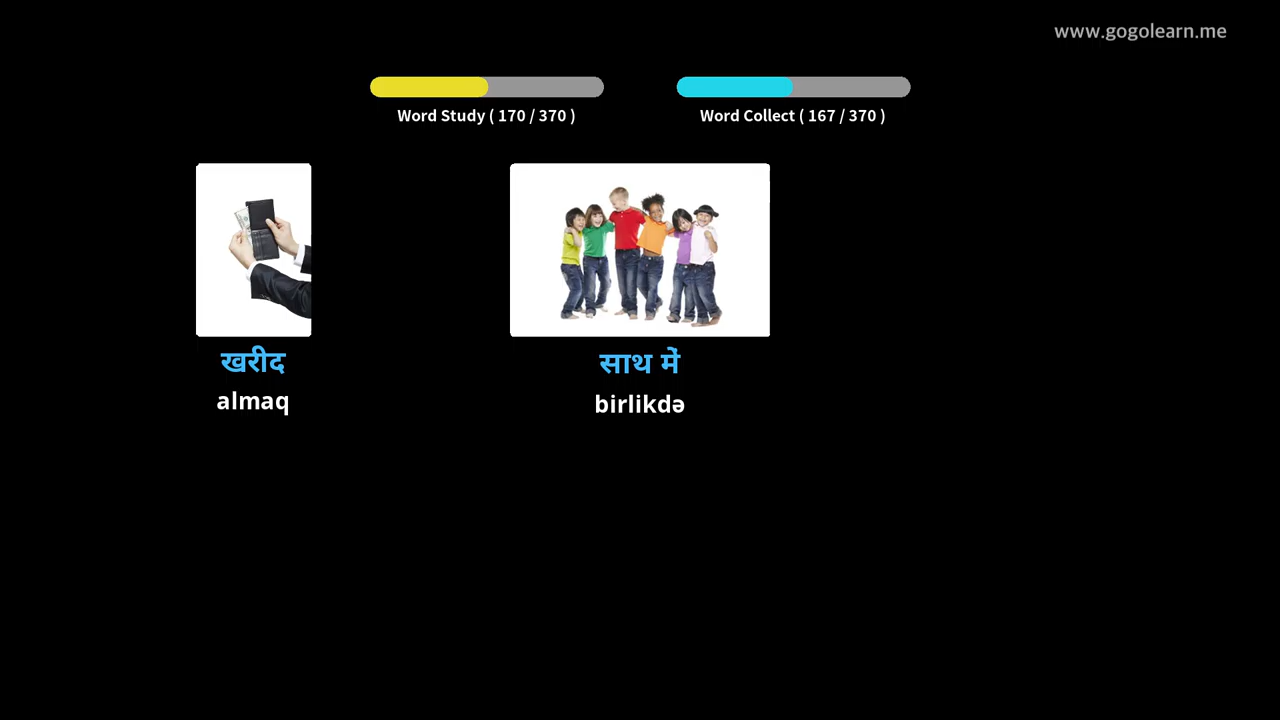 www.gogolearn.me
Word Study ( 170 / 370 )
Word Collect ( 167 / 370 )
खरीद
almaq
साथ में
birlikdə